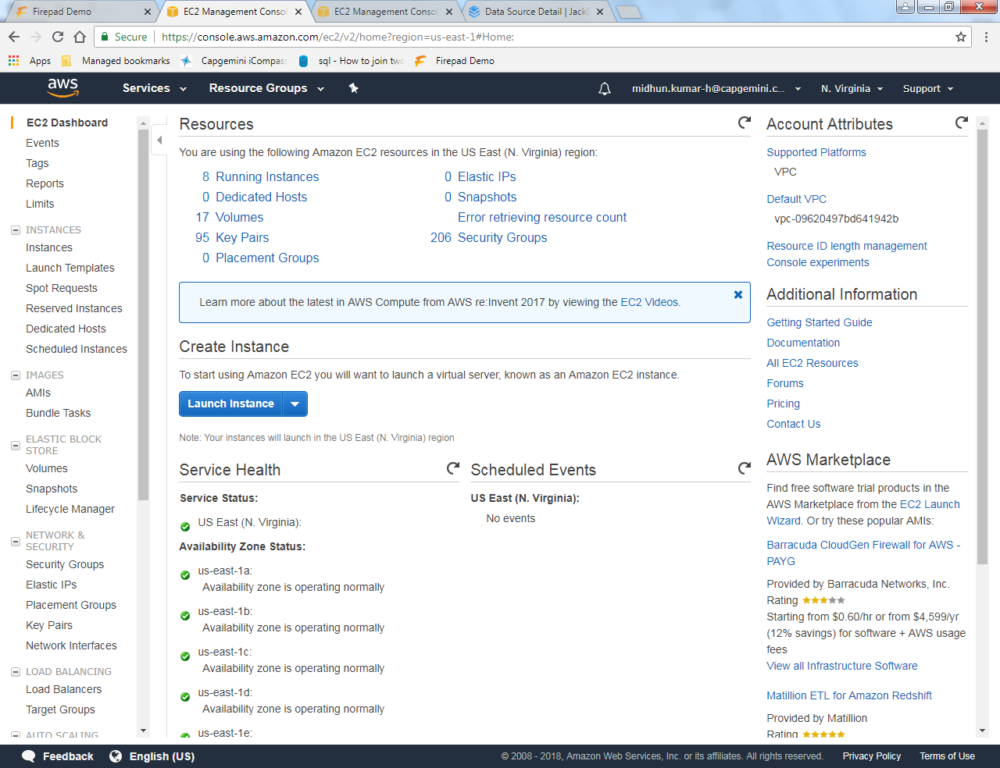 Firepad Demo
EC2 Management Consol
EC2 Management Consol
Data Source Detail | Jack
Secure
https://console.aws.amazon.com/ec2/v2/home?region=us-east-1#Home:
Apps
Managed bookmarks
Capgemini iCompas
sql - How to join tw
Firepad Demo
aws
Services
Resource Groups
midhun.kumar-h@capgemini.c...
N. Virginia
Support
EC2 Dashboard
Events
Tags
Reports
Limits
INSTANCES
Instances
Launch Templates
Spot Requests
Reserved Instances
Dedicated Hosts
Scheduled Instances
IMAGES
AMIs
Bundle Tasks
ELASTIC BLOCK
STORE
Volumes
Snapshots
Lifecycle Manager
NETWORK &
SECURITY
Security Groups
Elastic IPs
Placement Groups
Key Pairs
Network Interfaces
LOAD BALANCING
Load Balancers
Target Groups
AUTO SCALING
Resources
You are using the following Amazon EC2 resources in the US East (N. Virginia) region:
8 Running Instances
0 Dedicated Hosts
17 Volumes
95 Key Pairs
0 Placement Groups
0 Elastic IPs
0 Snapshots
Error retrieving resource count
206 Security Groups
Learn more about the latest in AWS Compute from AWS re:Invent 2017 by viewing the EC2 Videos.
Create Instance
To start using Amazon EC2 you will want to launch a virtual server, known as an Amazon EC2 instance.
Launch Instance
Note: Your instances will launch in the US East (N. Virginia) region
Service Health
Service Status:
US East (N. Virginia):
Availability Zone Status:
us-east-1a:
Availability zone is operating normally
us-east-1b:
Availability zone is operating normally
us-east-1c:
Availability zone is operating normally
us-east-1d:
Availability zone is operating normally
us-east-1e:
Scheduled Events
US East (N. Virginia):
No events
Account Attributes
Supported Platforms
VPC
Default VPC
vpc-09620497bd641942b
Resource ID length management
Console experiments
Additional Information
Getting Started Guide
Documentation
All EC2 Resources
Forums
Pricing
Contact Us
AWS Marketplace
Find free software trial products in the
AWS Marketplace from the EC2 Launch
Wizard. Or try these popular AMIs:
Barracuda CloudGen Firewall for AWS -
PAYG
Provided by Barracuda Networks, Inc.
Rating
Starting from $0.60/hr or from $4,599/yr
(12% savings) for software + AWS usage
fees
View all Infrastructure Software
Matillion ETL for Amazon Redshift
Provided by Matillion
Rating
Feedback
English (US)
© 2008 - 2018, Amazon Web Services, Inc. or its affiliates. All rights reserved.
Privacy Policy
Terms of Use